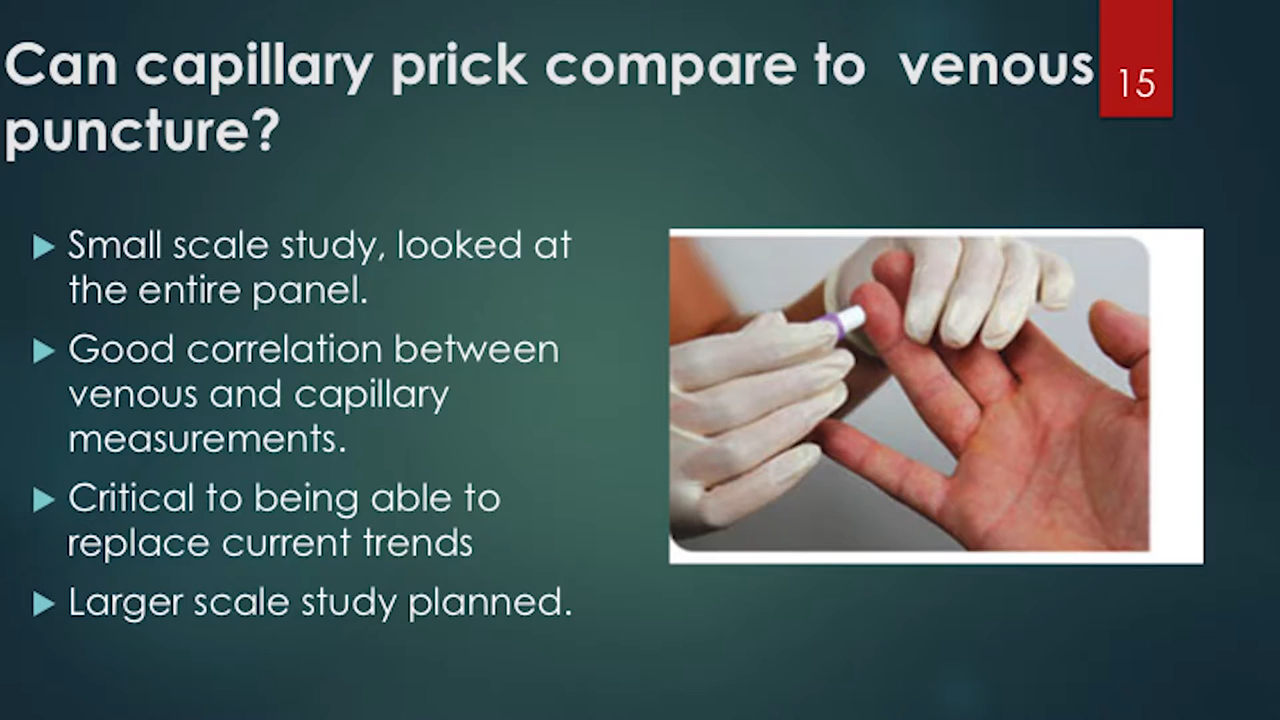 Can capillary prick compare to venous
puncture?
15
Small scale study, looked at
the entire panel.
Good correlation between
venous and capillary
measurements.
Critical to being able to
replace current trends
Larger scale study planned.